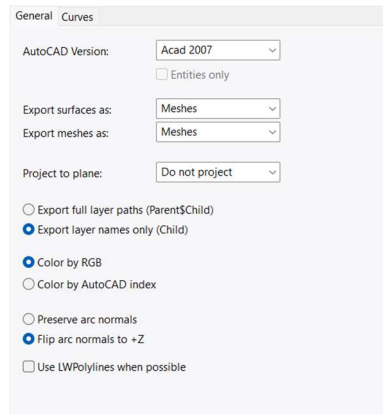 General Curves
AutoCAD Version: Acad 2007
Entities only
Export surfaces as: Meshes
Export meshes as: Meshes
Project to plane: Do not project
Export full layer paths (Parent$Child)
Export layer names only (Child)
Color by RGB
Color by AutoCAD index
Preserve arc normals
Flip arc normals to +Z
Use LWPolylines when possible